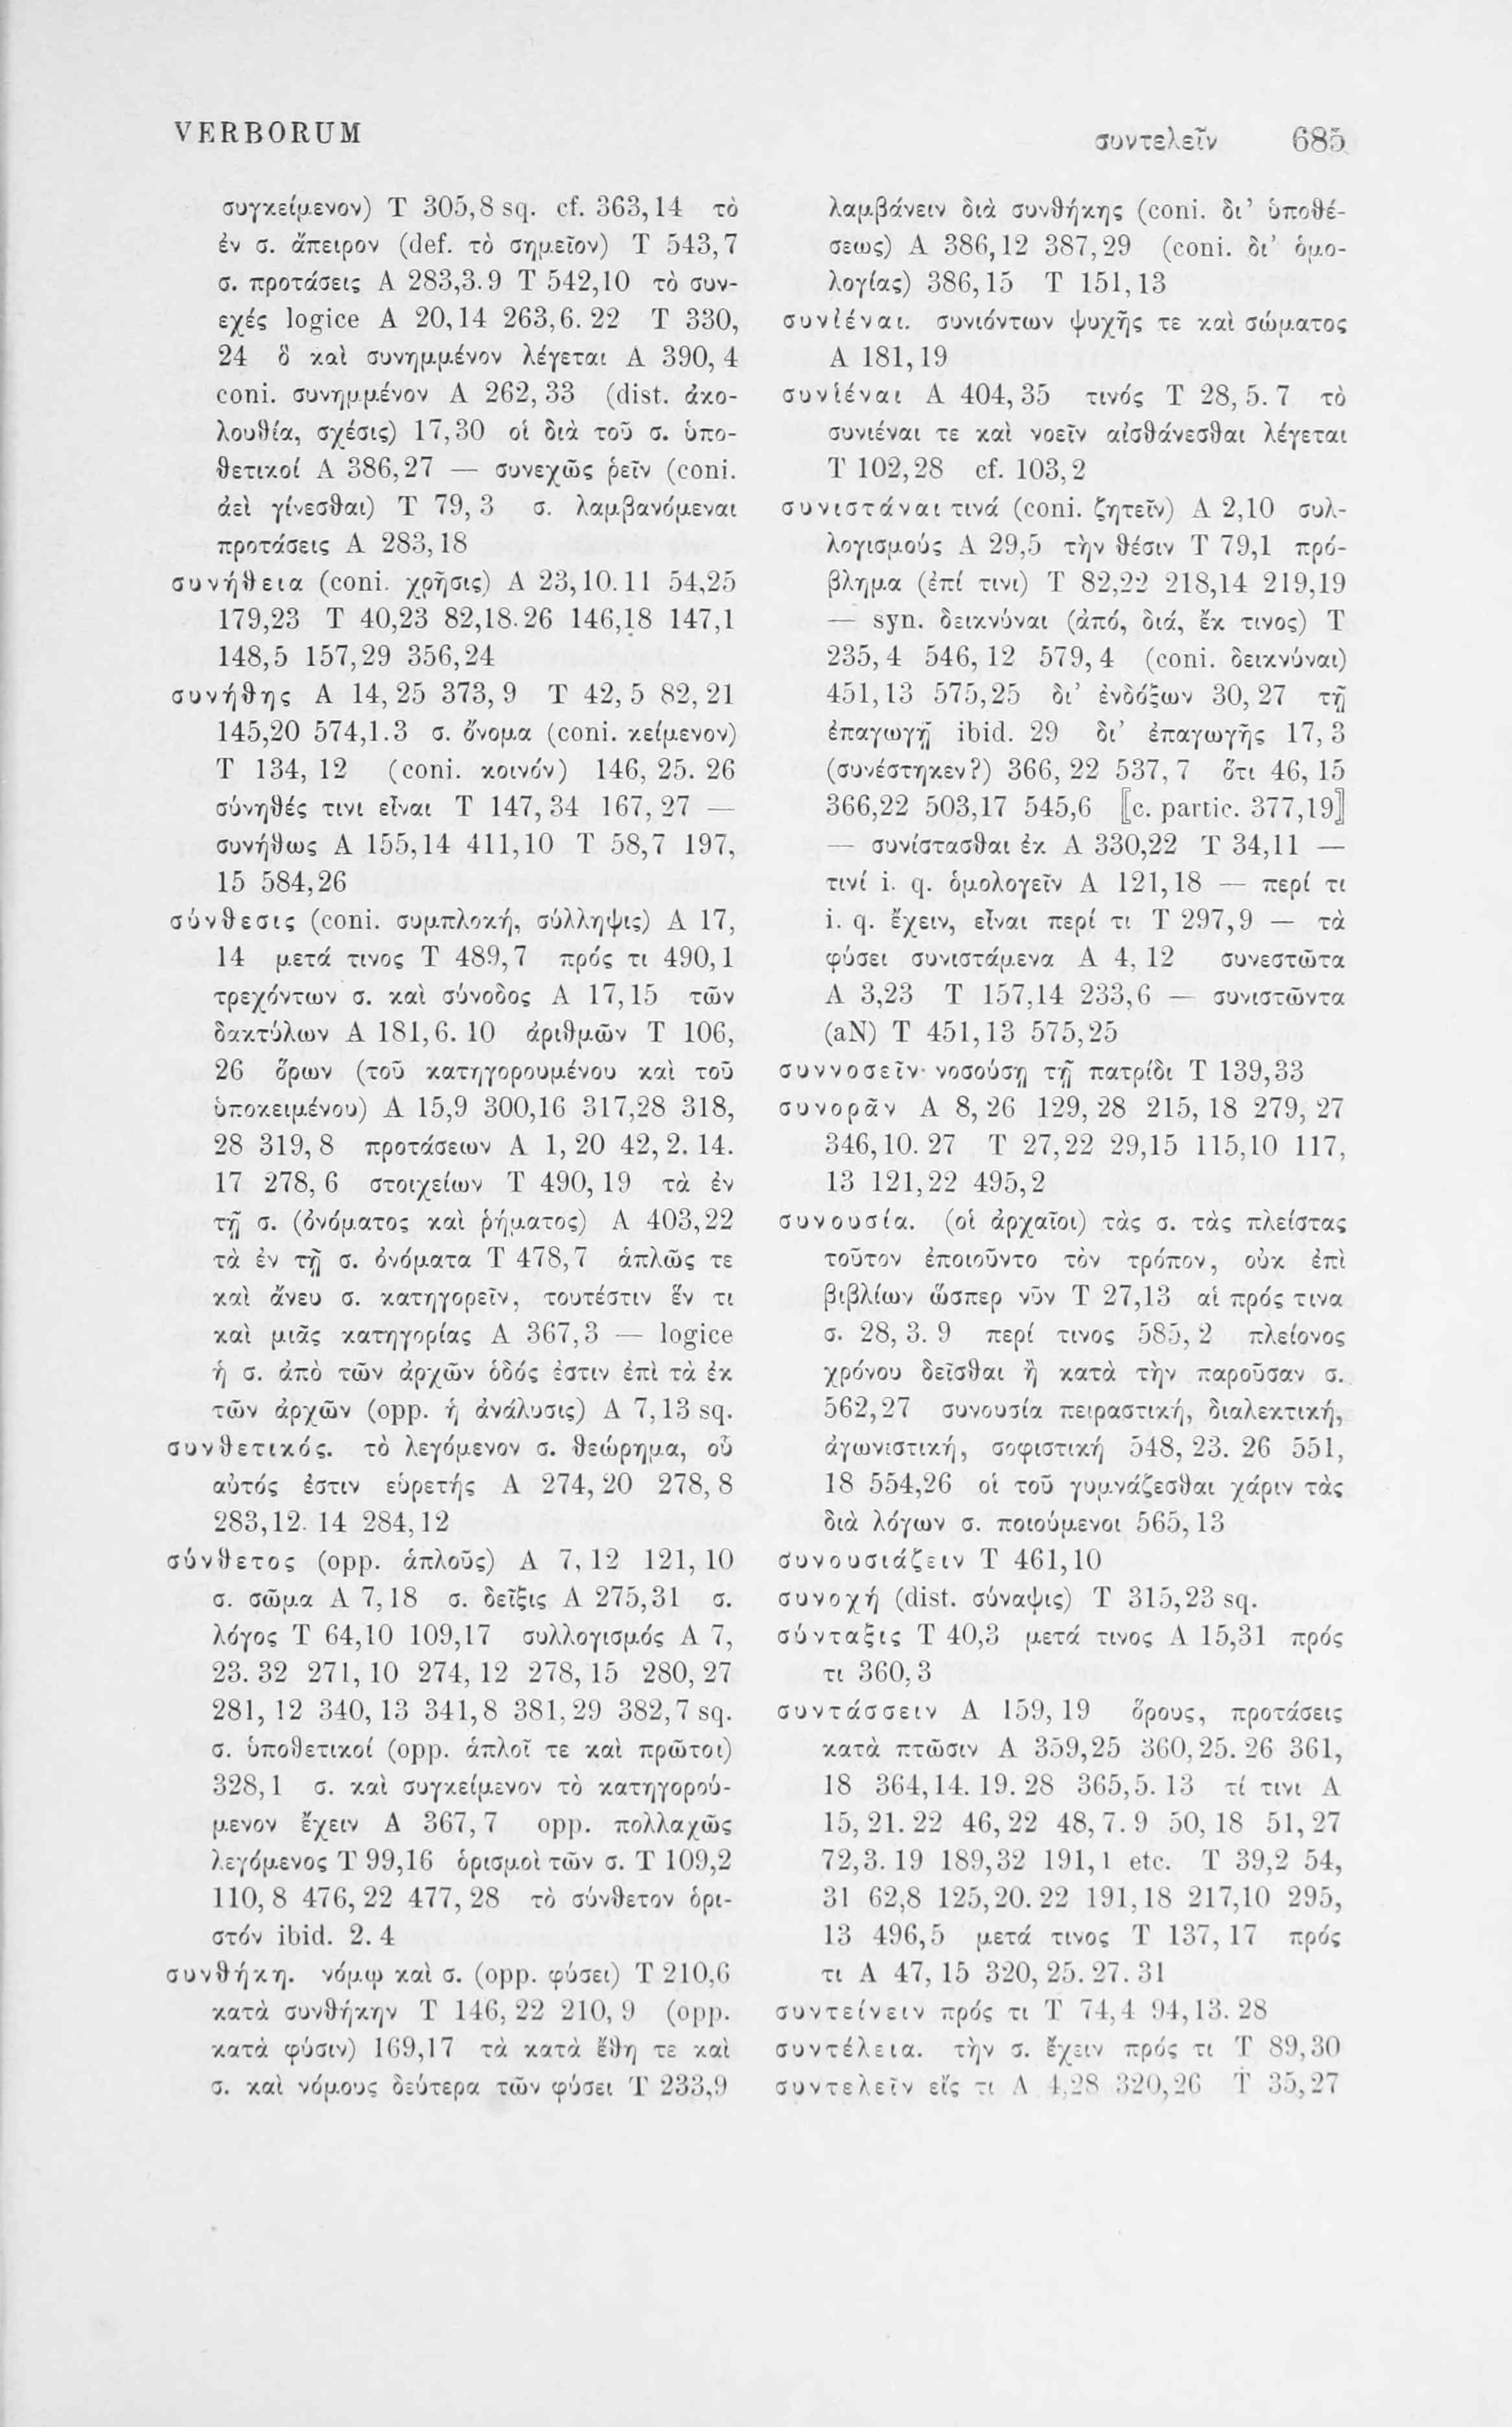 VERBORUM
συντελεῖν 685
συγκείμενον) T 305,8 sq. cf. 363,14 τὸ
ἐν σ. ἄπειρον (def. τὸ σημεῖον) T 543,7
σ. προτάσεις A 283,3.9 T 542,10 τὸ συν-
εχές logice A 20,14 263,6. 22 T 330,
24 ὃ καὶ συνημμένον λέγεται A 390, 4
coni. συνημμένον A 262, 33 (dist. ἀκο-
λουθία, σχέσις) 17,30 οἱ διὰ τοῦ σ. ὑπο-
θετικοί A 386,27 — συνεχῶς ῥεῖν (coni.
ἀεὶ γίνεσθαι) T 79, 3 σ. λαμβανόμεναι
προτάσεις A 283,18
συνήθεια (coni. χρῆσις) A 23,10.11 54,25
179,23 T 40,23 82,18.26 146,18 147,1
148,5 157,29 356,24
συνήθης A 14, 25 373, 9 T 42, 5 82, 21
145,20 574,1.3 σ. ὄνομα (coni. κείμενον)
T 134, 12 (coni. κοινόν) 146, 25. 26
σύνηθές τινι εἶναι T 147, 34 167, 27 —
συνήθως A 155,14 411,10 T 58,7 197,
15 584,26
σύνθεσις (coni. συμπλοκή, σύλληψις) A 17,
14 μετά τινος T 489,7 πρός τι 490,1
τρεχόντων σ. καὶ σύνοδος A 17,15 τῶν
δακτύλων A 181,6. 10 ἀριθμῶν T 106,
26 ὅρων (τοῦ κατηγορουμένου καὶ τοῦ
ὑποκειμένου) A 15,9 300,16 317,28 318,
28 319, 8 προτάσεων A 1, 20 42, 2. 14.
17 278, 6 στοιχείων T 490, 19 τὰ ἐν
τῇ σ. (ὀνόματος καὶ ῥήματος) A 403,22
τὰ ἐν τῇ σ. ὀνόματα T 478,7 ἁπλῶς τε
καὶ ἄνευ σ. κατηγορεῖν, τουτέστιν ἕν τι
καὶ μιᾶς κατηγορίας A 367,3 — logice
ἡ σ. ἀπὸ τῶν ἀρχῶν ὁδός ἐστιν ἐπὶ τὰ ἐκ
τῶν ἀρχῶν (opp. ἡ ἀνάλυσις) A 7,13 sq.
συνθετικός. τὸ λεγόμενον σ. θεώρημα, οὗ
αὐτός ἐστιν εὑρετής A 274, 20 278, 8
283,12. 14 284,12
σύνθετος (opp. ἁπλοῦς) A 7, 12 121, 10
σ. σῶμα A 7,18 σ. δεῖξις A 275,31 σ.
λόγος T 64,10 109,17 συλλογισμός A 7,
23. 32 271, 10 274, 12 278, 15 280, 27
281, 12 340, 13 341, 8 381, 29 382, 7 sq.
σ. ὑποθετικοί (opp. ἁπλοῖ τε καὶ πρῶτοι)
328, 1 σ. καὶ συγκείμενον τὸ κατηγορού-
μενον ἔχειν A 367, 7 opp. πολλαχῶς
λεγόμενος T 99,16 ὁρισμοὶ τῶν σ. T 109,2
110, 8 476, 22 477, 28 τὸ σύνθετον ὁρι-
στόν ibid. 2. 4
συνθήκη. νόμῳ καὶ σ. (opp. φύσει) T 210,6
κατὰ συνθήκην T 146, 22 210, 9 (opp.
κατὰ φύσιν) 169,17 τὰ κατὰ ἔθη τε καὶ
σ. καὶ νόμους δεύτερα τῶν φύσει T 233,9
λαμβάνειν διὰ συνθήκης (coni. δι’ ὑποθέ-
σεως) A 386,12 387,29 (coni. δι’ ὁμο-
λογίας) 386,15 T 151,13
συνιέναι. συνιόντων ψυχῆς τε καὶ σώματος
A 181,19
συνιέναι A 404, 35 τινός T 28, 5. 7 τὸ
συνιέναι τε καὶ νοεῖν αἰσθάνεσθαι λέγεται
T 102,28 cf. 103,2
συνιστάναι τινά (coni. ζητεῖν) A 2,10 συλ-
λογισμούς A 29,5 τὴν θέσιν T 79,1 πρό-
βλημα (ἐπί τινι) T 82,22 218,14 219,19
— syn. δεικνύναι (ἀπό, διά, ἔκ τινος) T
235, 4 546, 12 579, 4 (coni. δεικνύναι)
451,13 575,25 δι’ ἐνδόξων 30, 27 τῇ
ἐπαγωγῇ ibid. 29 δι’ ἐπαγωγῆς 17, 3
(συνέστηκεν?) 366, 22 537, 7 ὅτι 46, 15
366,22 503,17 545,6 ⟦c. partic. 377,19⟧
— συνίστασθαι ἐκ A 330,22 T 34,11 —
τινί i. q. ὁμολογεῖν A 121,18 — περί τι
i. q. ἔχειν, εἶναι περί τι T 297,9 — τὰ
φύσει συνιστάμενα A 4, 12 συνεστῶτα
A 3,23 T 157,14 233,6 — συνιστῶντα
(aN) T 451,13 575,25
συννοσεῖν· νοσούσῃ τῇ πατρίδι T 139,33
συνορᾶν A 8, 26 129, 28 215, 18 279, 27
346, 10. 27 T 27,22 29,15 115,10 117,
13 121,22 495,2
συνουσία. (οἱ ἀρχαῖοι) τὰς σ. τὰς πλείστας
τοῦτον ἐποιοῦντο τὸν τρόπον, οὐκ ἐπὶ
βιβλίων ὥσπερ νῦν T 27,13 αἱ πρός τινα
σ. 28, 3. 9 περί τινος 585, 2 πλείονος
χρόνου δεῖσθαι ἢ κατὰ τὴν παροῦσαν σ.
562,27 συνουσία πειραστική, διαλεκτική,
ἀγωνιστική, σοφιστική 548, 23. 26 551,
18 554,26 οἱ τοῦ γυμνάζεσθαι χάριν τὰς
διὰ λόγων σ. ποιούμενοι 565, 13
συνουσιάζειν T 461,10
συνοχή (dist. σύναψις) T 315,23 sq.
σύνταξις T 40,3 μετά τινος A 15,31 πρός
τι 360,3
συντάσσειν A 159, 19 ὅρους, προτάσεις
κατὰ πτῶσιν A 359,25 360,25. 26 361,
18 364,14. 19. 28 365,5. 13 τί τινι A
15, 21. 22 46, 22 48, 7. 9 50, 18 51, 27
72,3. 19 189,32 191,1 etc. T 39,2 54,
31 62,8 125,20. 22 191,18 217,10 295,
13 496,5 μετά τινος T 137, 17 πρός
τι A 47, 15 320, 25. 27. 31
συντείνειν πρός τι T 74,4 94,13. 28
συντέλεια. τὴν σ. ἔχειν πρός τι T 89,30
συντελεῖν εἴς τι A 4,28 320,26 T 35,27